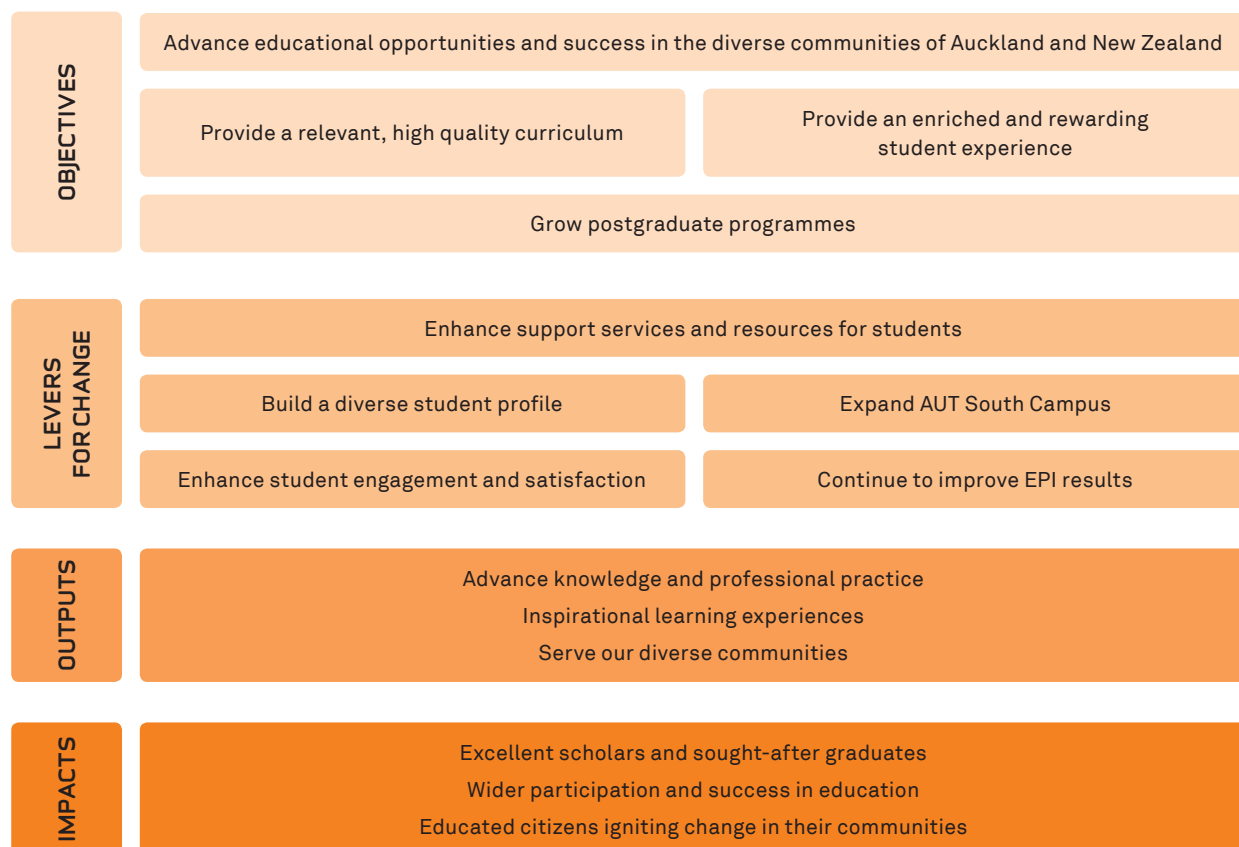 OBJECTIVES
Advance educational opportunities and success in the diverse communities of Auckland and New Zealand
Provide a relevant, high quality curriculum
Provide an enriched and rewarding
student experience
Grow postgraduate programmes
LEVERS
FOR CHANGE
Enhance support services and resources for students
Build a diverse student profile
Expand AUT South Campus
Enhance student engagement and satisfaction
Continue to improve EPI results
OUTPUTS
Advance knowledge and professional practice
Inspirational learning experiences
Serve our diverse communities
IMPACTS
Excellent scholars and sought-after graduates
Wider participation and success in education
Educated citizens igniting change in their communities